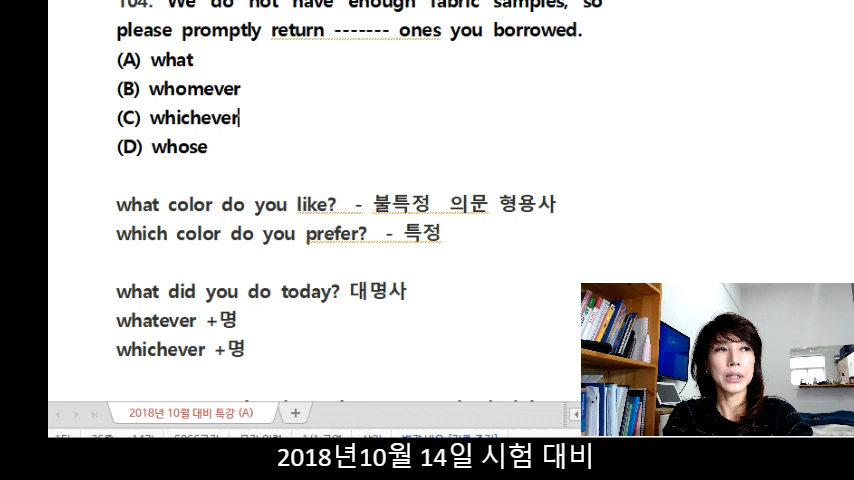 104. We do not have enough fabric samples, so
please promptly return ------- ones you borrowed.
(A) what
(B) whomever
(C) whichever
(D) whose
what color do you like? - 불특정 의문 형용사
which color do you prefer? - 특정
what did you do today? 대명사
whatever +명
whichever +명
2018년 10월 대비 특강 (A)
2018년10월 14일 시험 대비